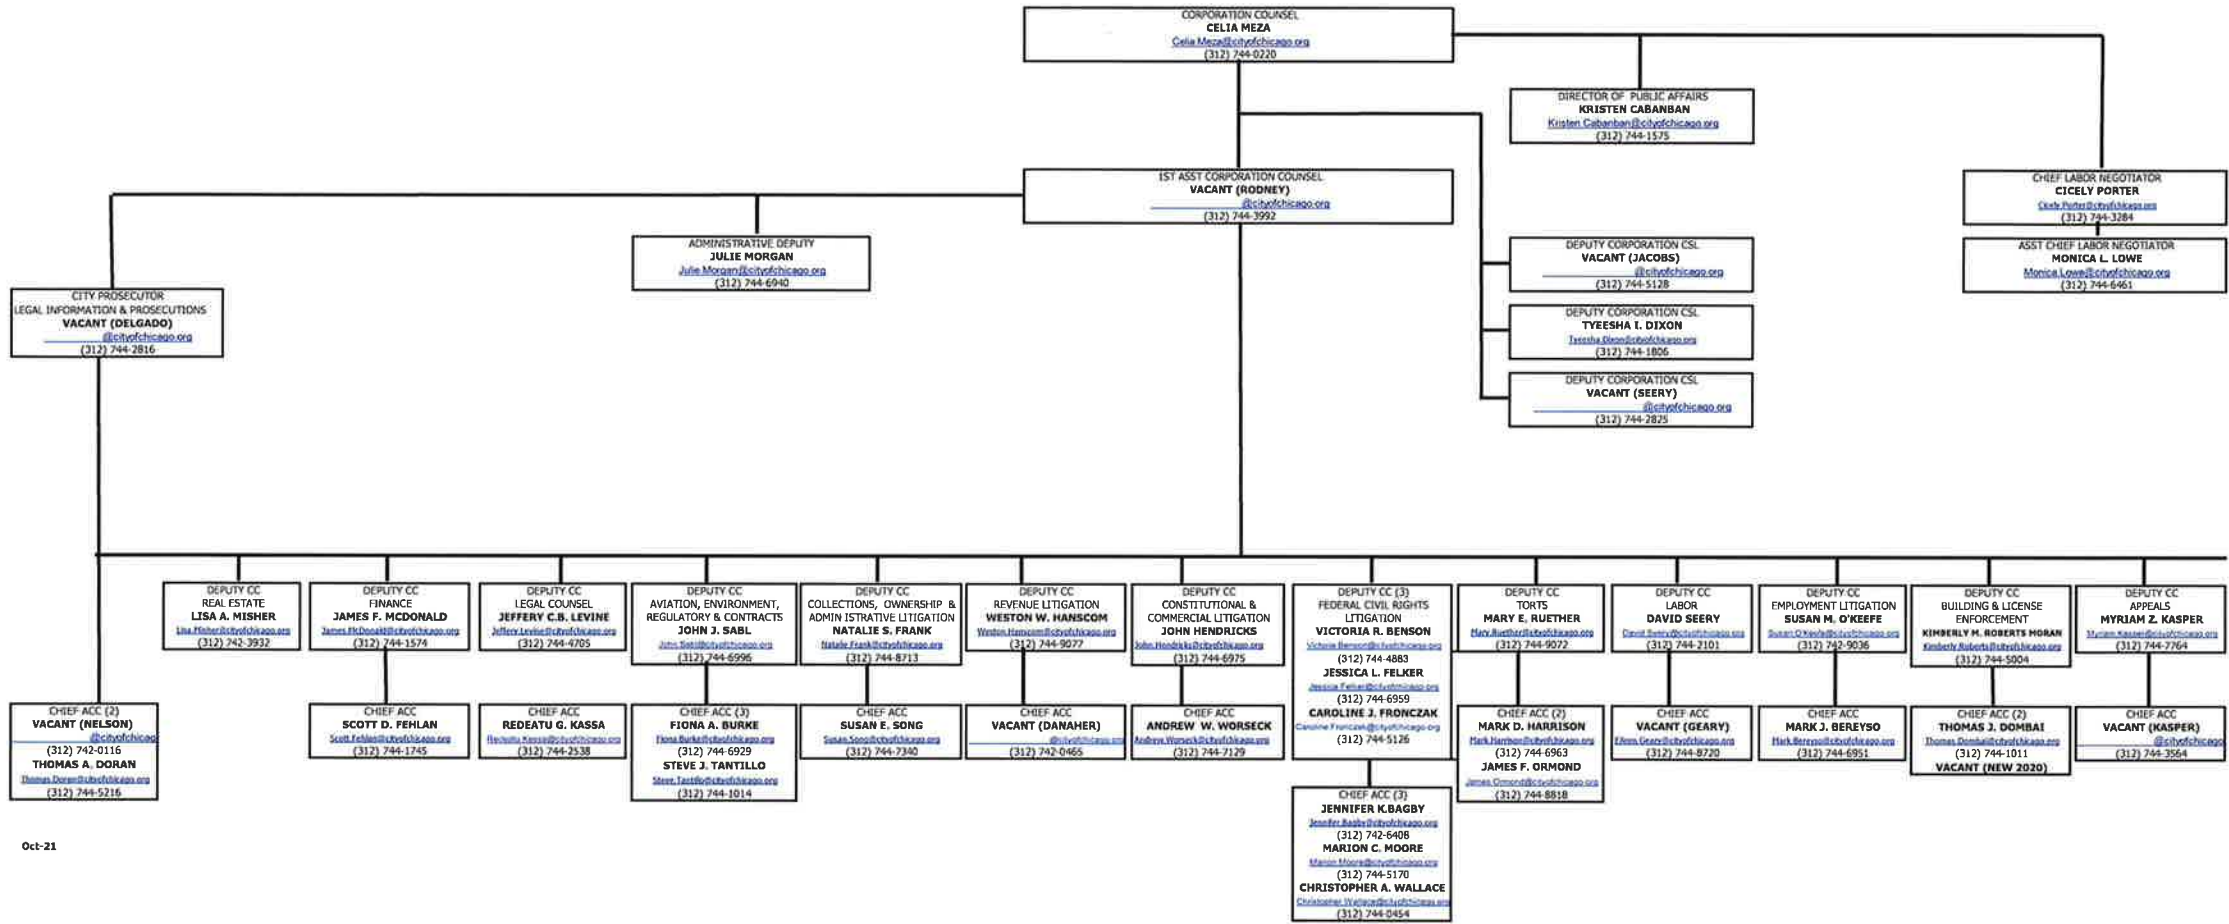 CORPORATION COUNSEL
CELIA MEZA
Celia.Meza@cityofchicago.org
(312) 744-0220
DIRECTOR OF PUBLIC AFFAIRS
KRISTEN CABANBAN
Kristen.Cabanban@cityofchicago.org
(312) 744-1575
1ST ASST CORPORATION COUNSEL
VACANT (RODNEY)
@cityofchicago.org
(312) 744-3992
CHIEF LABOR NEGOTIATOR
CICELY PORTER
Cicely.Porter@cityofchicago.org
(312) 744-3284
ASST CHIEF LABOR NEGOTIATOR
MONICA L. LOWE
Monica.Lowe@cityofchicago.org
(312) 744-6461
ADMINISTRATIVE DEPUTY
JULIE MORGAN
Julie.Morgan@cityofchicago.org
(312) 744-6940
DEPUTY CORPORATION CSL
VACANT (JACOBS)
@cityofchicago.org
(312) 744-5128
DEPUTY CORPORATION CSL
TYEESHA I. DIXON
Tyeesha.Dixon@cityofchicago.org
(312) 744-1806
DEPUTY CORPORATION CSL
VACANT (SEERY)
@cityofchicago.org
(312) 744-2825
CITY PROSECUTOR
LEGAL INFORMATION & PROSECUTIONS
VACANT (DELGADO)
@cityofchicago.org
(312) 744-2816
DEPUTY CC
REAL ESTATE
LISA A. MISHER
Lisa.Misher@cityofchicago.org
(312) 742-3932
DEPUTY CC
FINANCE
JAMES F. MCDONALD
James.McDonald@cityofchicago.org
(312) 744-1574
DEPUTY CC
LEGAL COUNSEL
JEFFERY C.B. LEVINE
Jeffery.Levine@cityofchicago.org
(312) 744-4705
DEPUTY CC
AVIATION, ENVIRONMENT,
REGULATORY & CONTRACTS
JOHN J. SABL
John.Sabl@cityofchicago.org
(312) 744-6996
DEPUTY CC
COLLECTIONS, OWNERSHIP &
ADMIN ISTRATIVE LITIGATION
NATALIE S. FRANK
Natalie.Frank@cityofchicago.org
(312) 744-8713
DEPUTY CC
REVENUE LITIGATION
WESTON W. HANSCOM
Weston.Hanscom@cityofchicago.org
(312) 744-9077
DEPUTY CC
CONSTITUTIONAL &
COMMERCIAL LITIGATION
JOHN HENDRICKS
John.Hendricks@cityofchicago.org
(312) 744-6975
DEPUTY CC (3)
FEDERAL CIVIL RIGHTS
LITIGATION
VICTORIA R. BENSON
Victoria.Benson@cityofchicago.org
(312) 744-4883
JESSICA L. FELKER
Jessica.Felker@cityofchicago.org
(312) 744-6959
CAROLINE J. FRONCZAK
Caroline.Fronczak@cityofchicago.org
(312) 744-5126
DEPUTY CC
TORTS
MARY E. RUETHER
Mary.Ruether@cityofchicago.org
(312) 744-9072
DEPUTY CC
LABOR
DAVID SEERY
David.Seery@cityofchicago.org
(312) 744-2101
DEPUTY CC
EMPLOYMENT LITIGATION
SUSAN M. O'KEEFE
Susan.O'Keefe@cityofchicago.org
(312) 742-9036
DEPUTY CC
BUILDING & LICENSE
ENFORCEMENT
KIMBERLY M. ROBERTS MORAN
Kimberly.Roberts@cityofchicago.org
(312) 744-5004
DEPUTY CC
APPEALS
MYRIAM Z. KASPER
Myriam.Kasper@cityofchicago.org
(312) 744-7764
CHIEF ACC (2)
VACANT (NELSON)
@cityofchicago
(312) 742-0116
THOMAS A. DORAN
Thomas.Doran@cityofchicago.org
(312) 744-5216
CHIEF ACC
SCOTT D. FEHLAN
Scott.Fehlan@cityofchicago.org
(312) 744-1745
CHIEF ACC
REDEATU G. KASSA
Redeatu.Kassa@cityofchicago.org
(312) 744-2538
CHIEF ACC (3)
FIONA A. BURKE
Fiona.Burke@cityofchicago.org
(312) 744-6929
STEVE J. TANTILLO
Steve.Tantillo@cityofchicago.org
(312) 744-1014
CHIEF ACC
SUSAN E. SONG
Susan.Song@cityofchicago.org
(312) 744-7340
CHIEF ACC
VACANT (DANAHER)
@cityofchicago.org
(312) 742-0465
CHIEF ACC
ANDREW W. WORSECK
Andrew.Worseck@cityofchicago.org
(312) 744-7129
CHIEF ACC (2)
MARK D. HARRISON
Mark.Harrison@cityofchicago.org
(312) 744-6963
JAMES F. ORMOND
James.Ormond@cityofchicago.org
(312) 744-8818
CHIEF ACC
VACANT (GEARY)
(312) 744-8720
CHIEF ACC
MARK J. BEREYSO
Mark.Bereyso@cityofchicago.org
(312) 744-6951
CHIEF ACC (2)
THOMAS J. DOMBAI
Thomas.Dombai@cityofchicago.org
(312) 744-1011
VACANT (NEW 2020)
CHIEF ACC
VACANT (KASPER)
@cityofchicago
(312) 744-3564
CHIEF ACC (3)
JENNIFER K.BAGBY
Jennifer.Bagby@cityofchicago.org
(312) 742-6408
MARION C. MOORE
Marion.Moore@cityofchicago.org
(312) 744-5170
CHRISTOPHER A. WALLACE
Christopher.Wallace@cityofchicago.org
(312) 744-0454
Oct-21